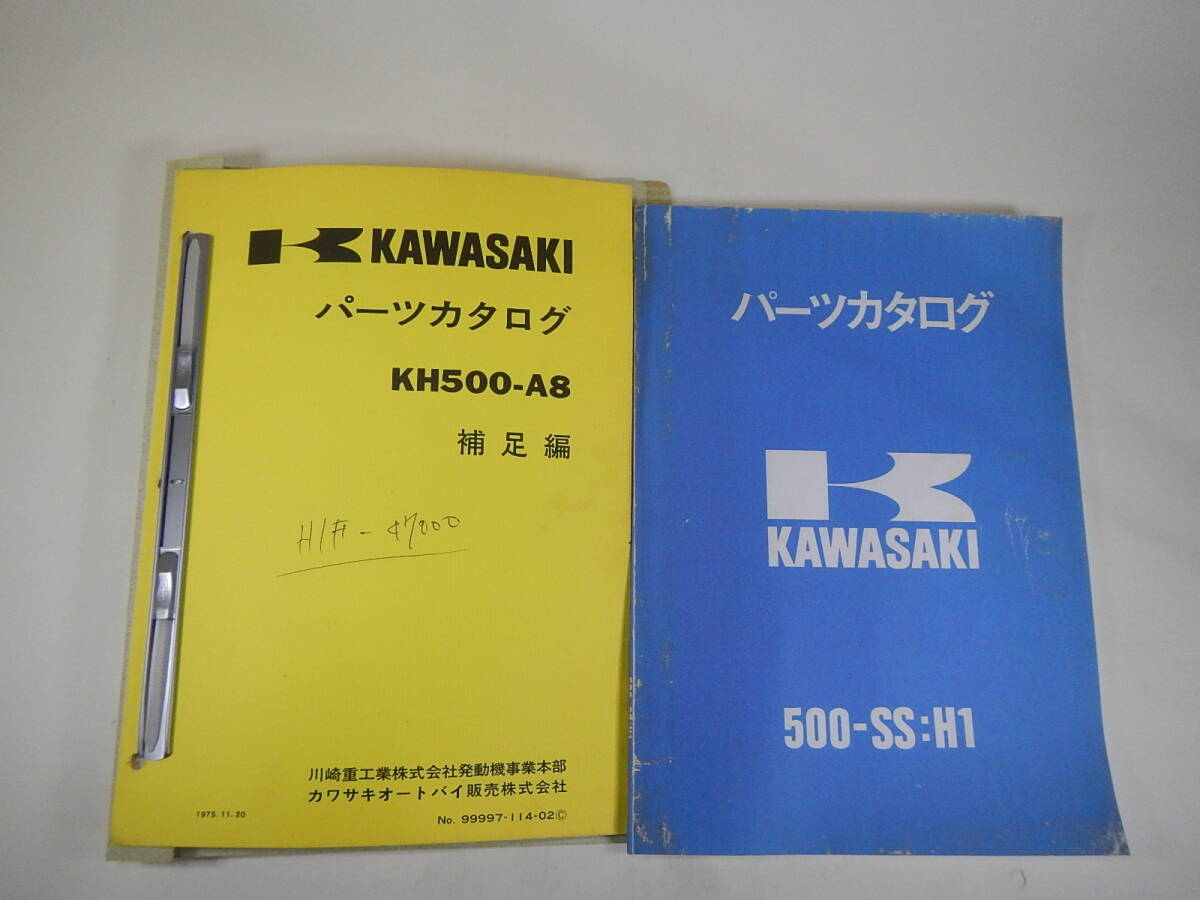 KAWASAKI
パーツカタログ
KH500-A8
補足編
川崎重工業株式会社発動機事業本部
カワサキオートバイ販売株式会社
1975.11.20
No. 99997-114-02Ⓒ
パーツカタログ
KAWASAKI
500-SS:H1